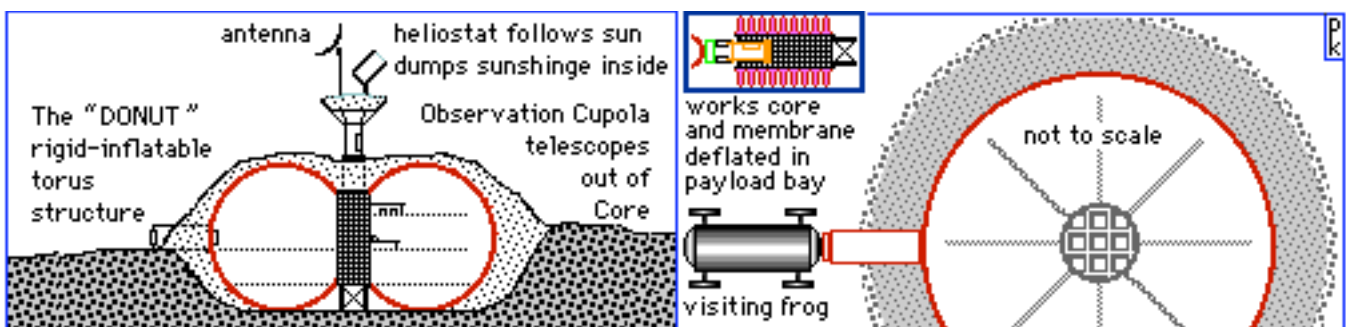 antenna
heliostat follows sun
dumps sunshinge inside
The "DONUT"
rigid-inflatable
torus
structure
Observation Cupola
telescopes
out of
Core
works core
and membrane
deflated in
payload bay
visiting frog
not to scale
pk